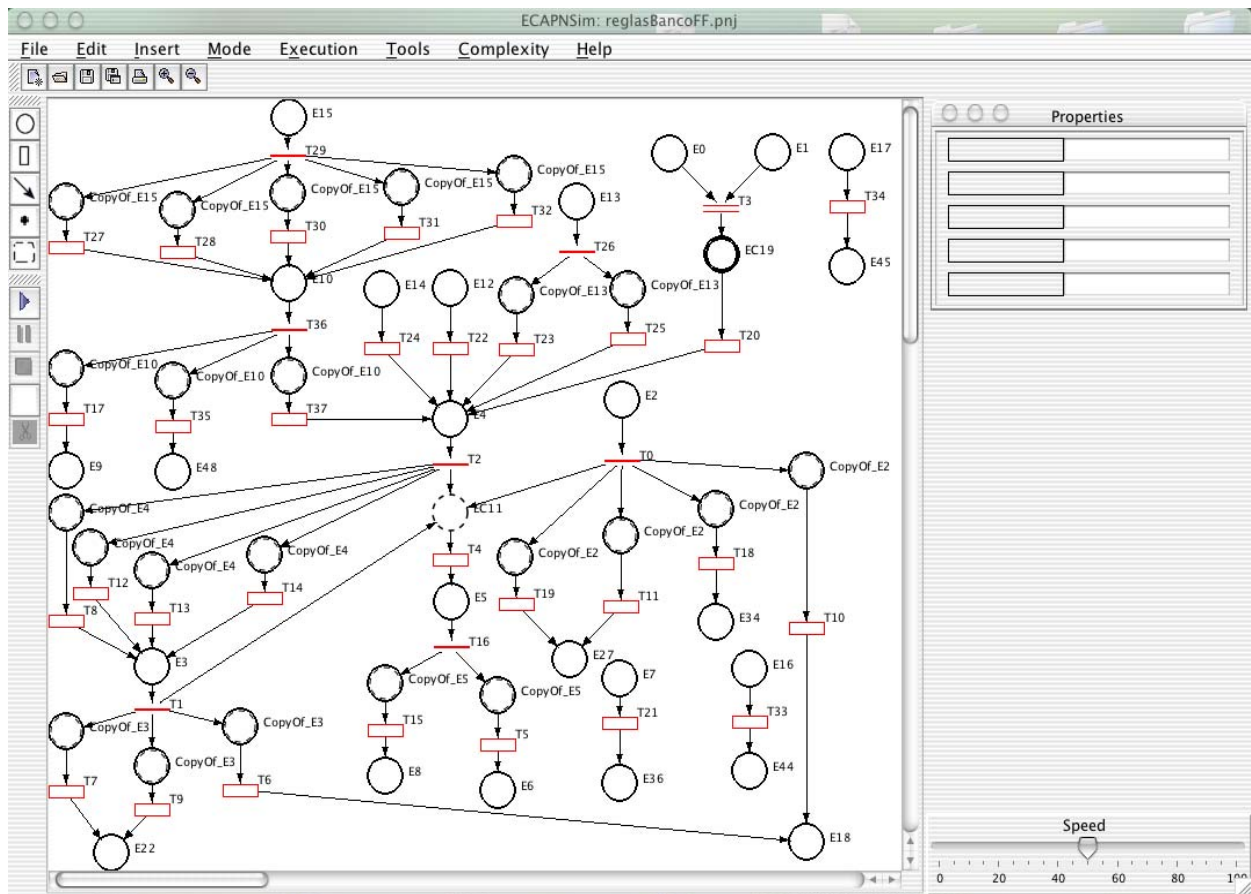 ECAPNSim: reglasBancoFF.pnj
File Edit Insert Mode Execution Tools Complexity Help
Properties
E15
T29
E0
E1
E17
CopyOf_E15
CopyOf_E15
CopyOf_E15
CopyOf_E15
CopyOf_E15
E13
T27
T28
T30
T31
T32
T3
T34
T26
EC19
E45
E10
E14
E12
CopyOf_E13
CopyOf_E13
T36
T24
T22
T23
T25
T20
CopyOf_E10
CopyOf_E10
CopyOf_E10
E2
T17
T35
T37
E4
E9
E48
T2
T0
CopyOf_E2
CopyOf_E4
EC11
CopyOf_E2
CopyOf_E4
CopyOf_E4
CopyOf_E4
CopyOf_E2
CopyOf_E2
T4
T18
T12
T14
T8
T13
E5
T19
T11
E34
T10
E3
T16
E27
E7
E16
CopyOf_E5
CopyOf_E5
T1
CopyOf_E3
CopyOf_E3
CopyOf_E3
T15
T5
T21
T33
T7
T9
T6
E8
E6
E36
E44
E22
E18
Speed
0 20 40 60 80 100